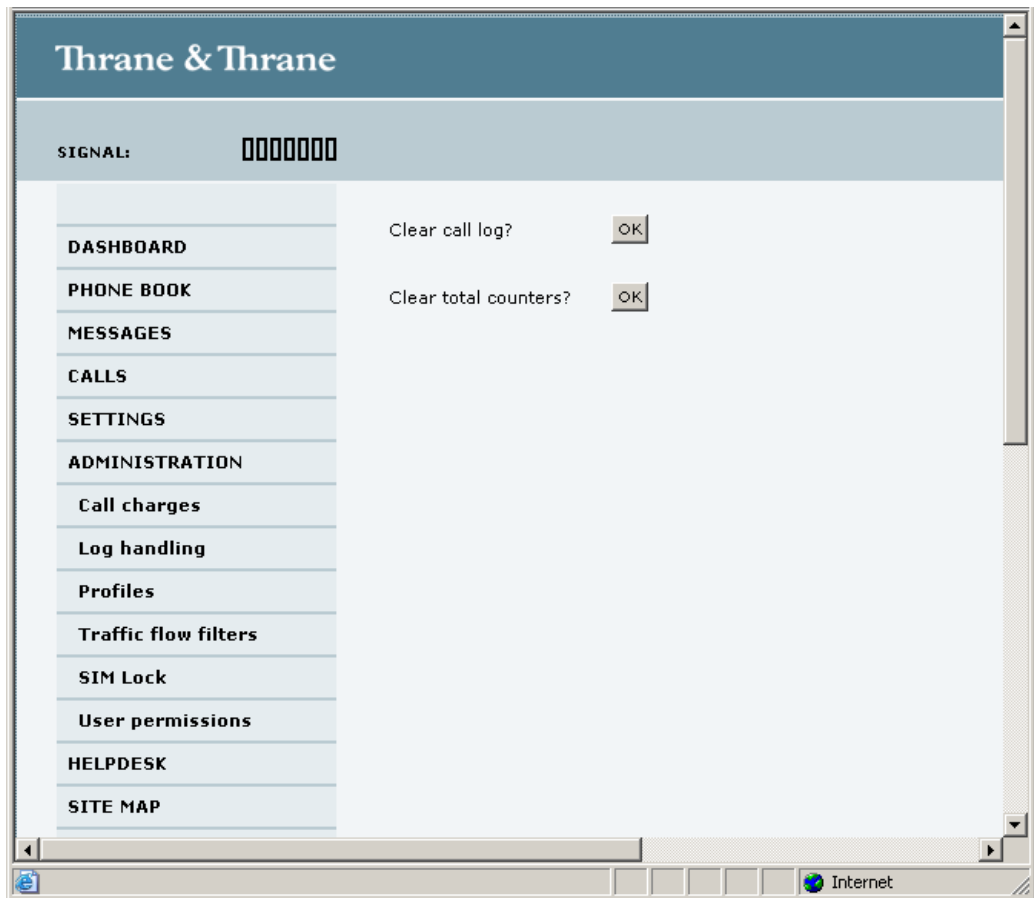 Thrane & Thrane
SIGNAL:
Clear call log? OK
DASHBOARD
PHONE BOOK
Clear total counters? OK
MESSAGES
CALLS
SETTINGS
ADMINISTRATION
Call charges
Log handling
Profiles
Traffic flow filters
SIM Lock
User permissions
HELPDESK
SITE MAP
Internet